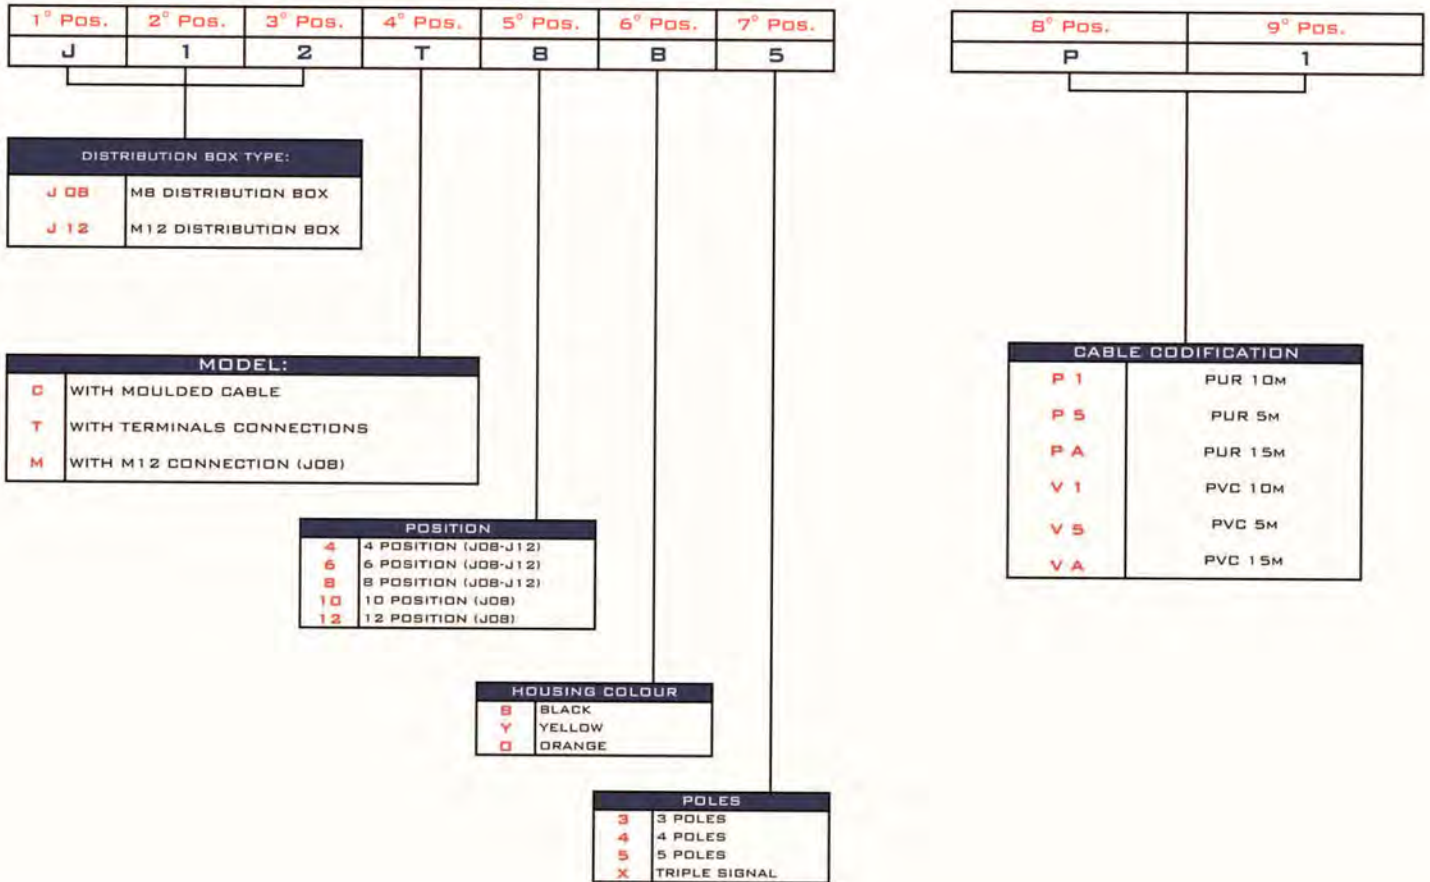 1° Pos. 2° Pos. 3° Pos. 4° Pos. 5° Pos. 6° Pos. 7° Pos.
J 1 2 T 8 B 5
8° Pos. 9° Pos.
P 1
DISTRIBUTION BOX TYPE:
J 08 M8 DISTRIBUTION BOX
J 12 M12 DISTRIBUTION BOX
MODEL:
C WITH MOULDED CABLE
T WITH TERMINALS CONNECTIONS
M WITH M12 CONNECTION (J08)
CABLE CODIFICATION
P 1 PUR 10M
P 5 PUR 5M
P A PUR 15M
V 1 PVC 10M
V 5 PVC 5M
V A PVC 15M
POSITION
4 4 POSITION (J08-J12)
6 6 POSITION (J08-J12)
8 8 POSITION (J08-J12)
10 10 POSITION (J08)
12 12 POSITION (J08)
HOUSING COLOUR
B BLACK
Y YELLOW
O ORANGE
POLES
3 3 POLES
4 4 POLES
5 5 POLES
X TRIPLE SIGNAL